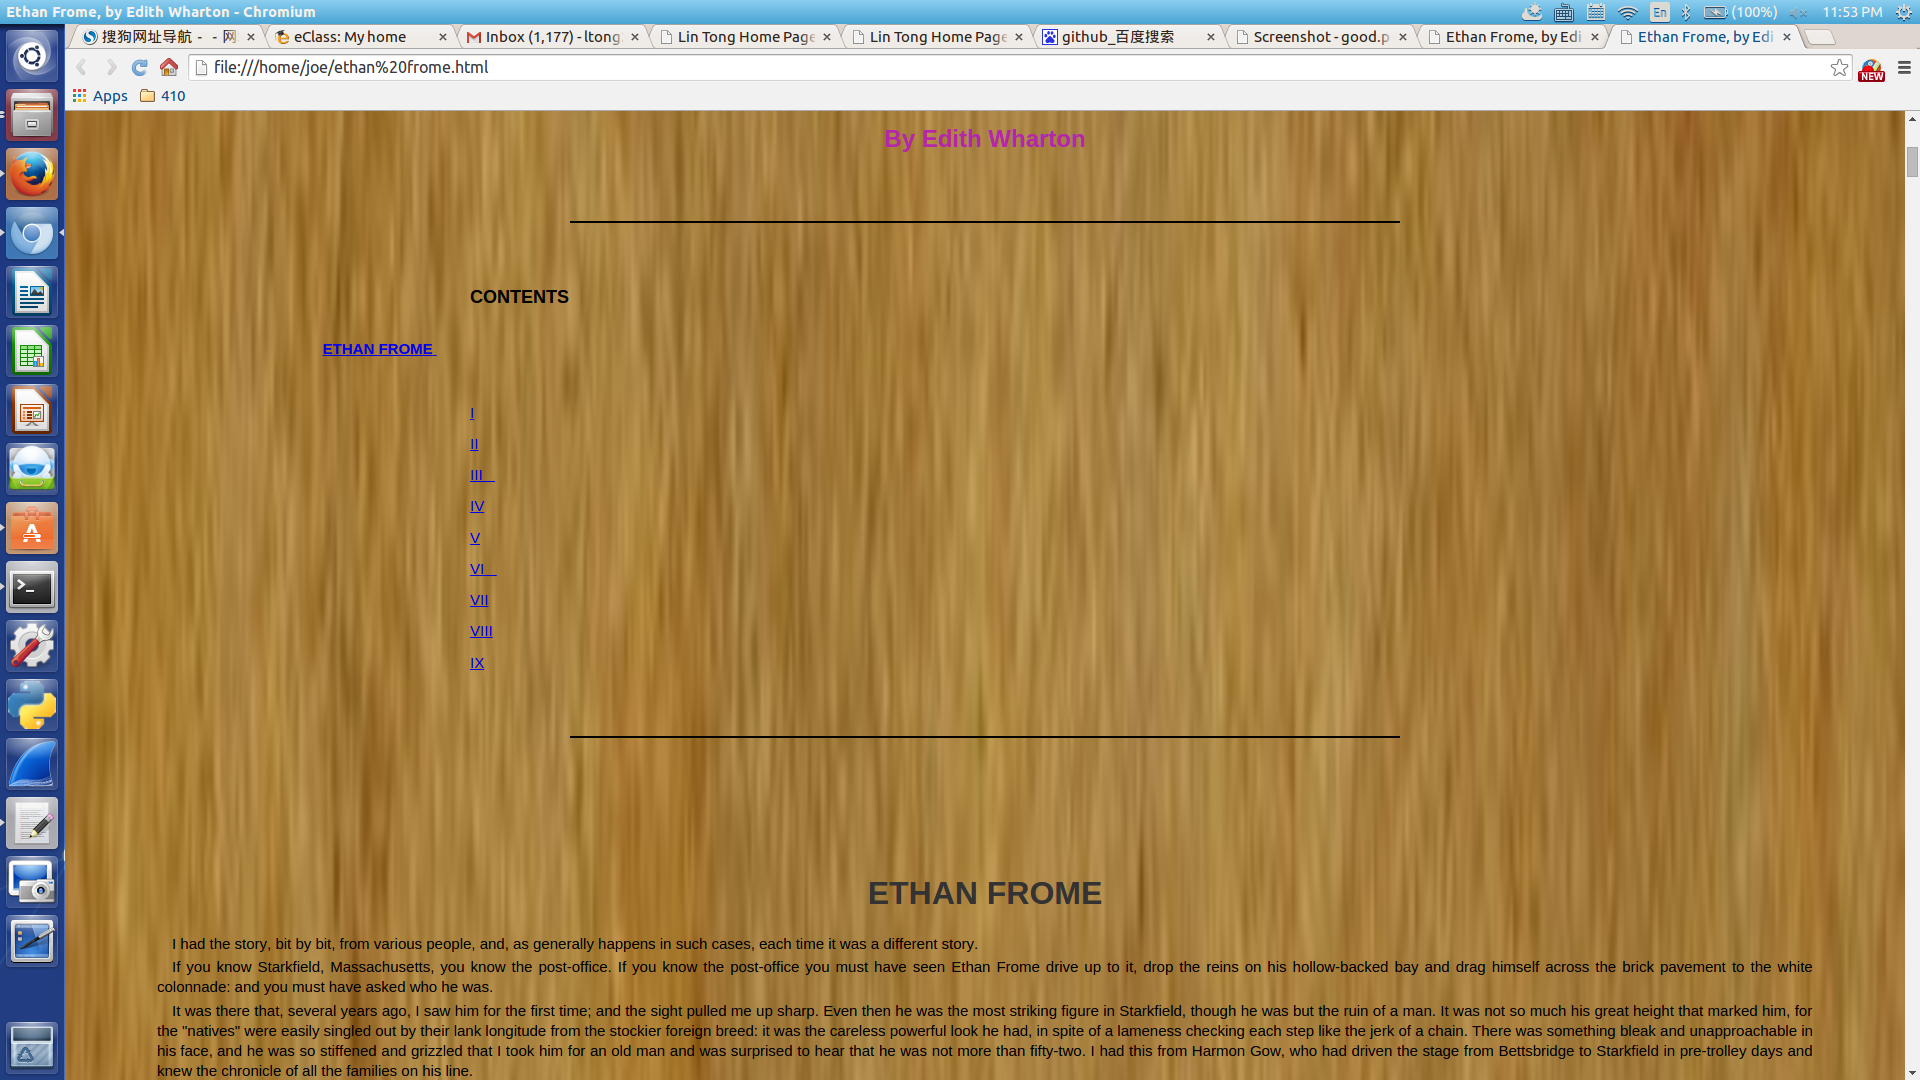 Ethan Frome, by Edith Wharton - Chromium
En (100%) 11:53 PM
搜狗网址导航 - - 网
eClass: My home
Inbox (1,177) - ltong.
Lin Tong Home Page
Lin Tong Home Page
github_百度搜索
Screenshot - good.p
Ethan Frome, by Edi
Ethan Frome, by Edi
file:///home/joe/ethan%20frome.html
NEW
Apps 410
By Edith Wharton
CONTENTS
ETHAN FROME
I
II
III
IV
V
VI
VII
VIII
IX
ETHAN FROME
I had the story, bit by bit, from various people, and, as generally happens in such cases, each time it was a different story.
If you know Starkfield, Massachusetts, you know the post-office. If you know the post-office you must have seen Ethan Frome drive up to it, drop the reins on his hollow-backed bay and drag himself across the brick pavement to the white
colonnade: and you must have asked who he was.
It was there that, several years ago, I saw him for the first time; and the sight pulled me up sharp. Even then he was the most striking figure in Starkfield, though he was but the ruin of a man. It was not so much his great height that marked him, for
the "natives" were easily singled out by their lank longitude from the stockier foreign breed: it was the careless powerful look he had, in spite of a lameness checking each step like the jerk of a chain. There was something bleak and unapproachable in
his face, and he was so stiffened and grizzled that I took him for an old man and was surprised to hear that he was not more than fifty-two. I had this from Harmon Gow, who had driven the stage from Bettsbridge to Starkfield in pre-trolley days and
knew the chronicle of all the families on his line.